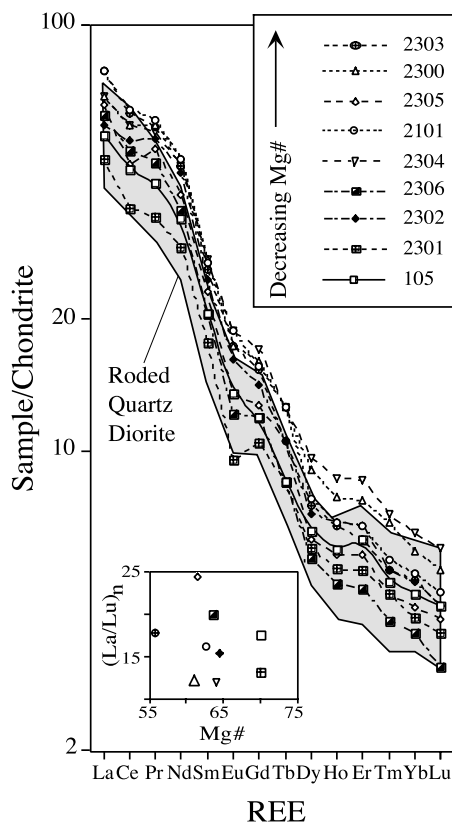 100
20
10
2
Sample/Chondrite
Decreasing Mg#
2303
2300
2305
2101
2304
2306
2302
2301
105
Roded
Quartz
Diorite
25
15
(La/Lu)n
55
65
75
Mg#
La Ce Pr Nd Sm Eu Gd Tb Dy Ho Er Tm Yb Lu
REE